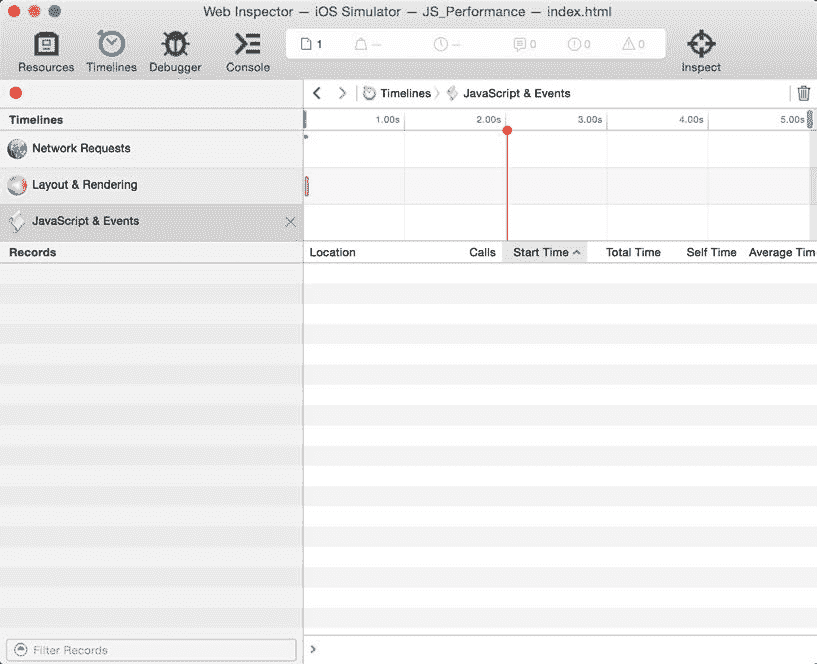 Web Inspector — iOS Simulator — JS_Performance — index.html
1 — — 0 0 0
Resources Timelines Debugger Console Inspect
Timelines JavaScript & Events
Timelines 1.00s 2.00s 3.00s 4.00s 5.00s
Network Requests
Layout & Rendering
JavaScript & Events
Records Location Calls Start Time Total Time Self Time Average Tim
Filter Records